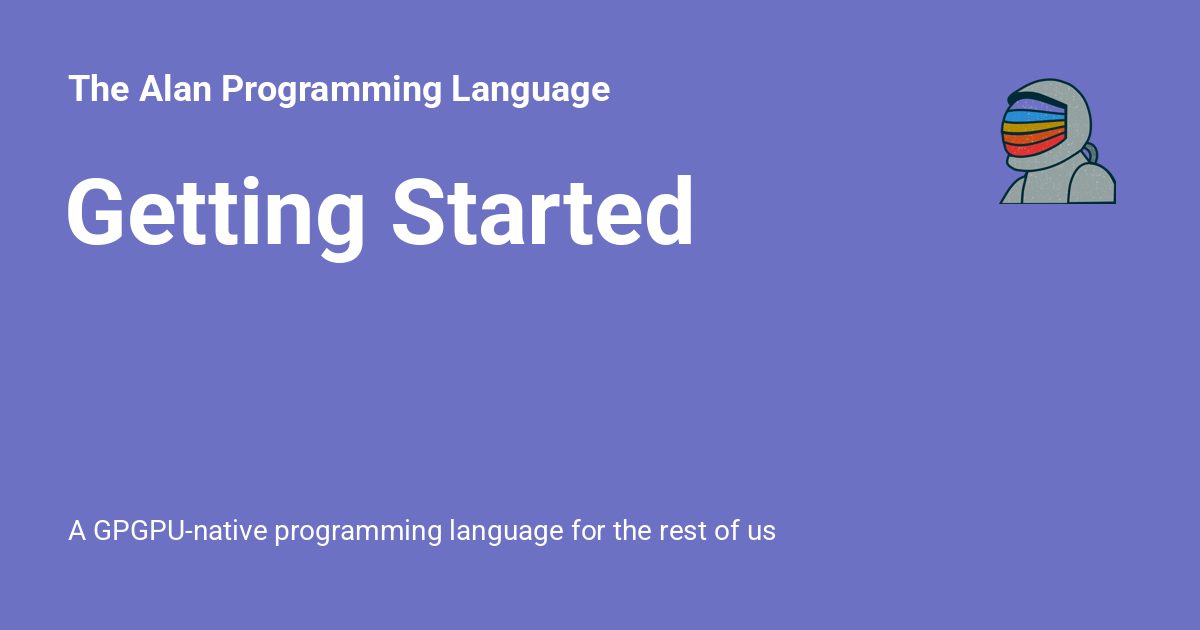 The Alan Programming Language
Getting Started
A GPGPU-native programming language for the rest of us